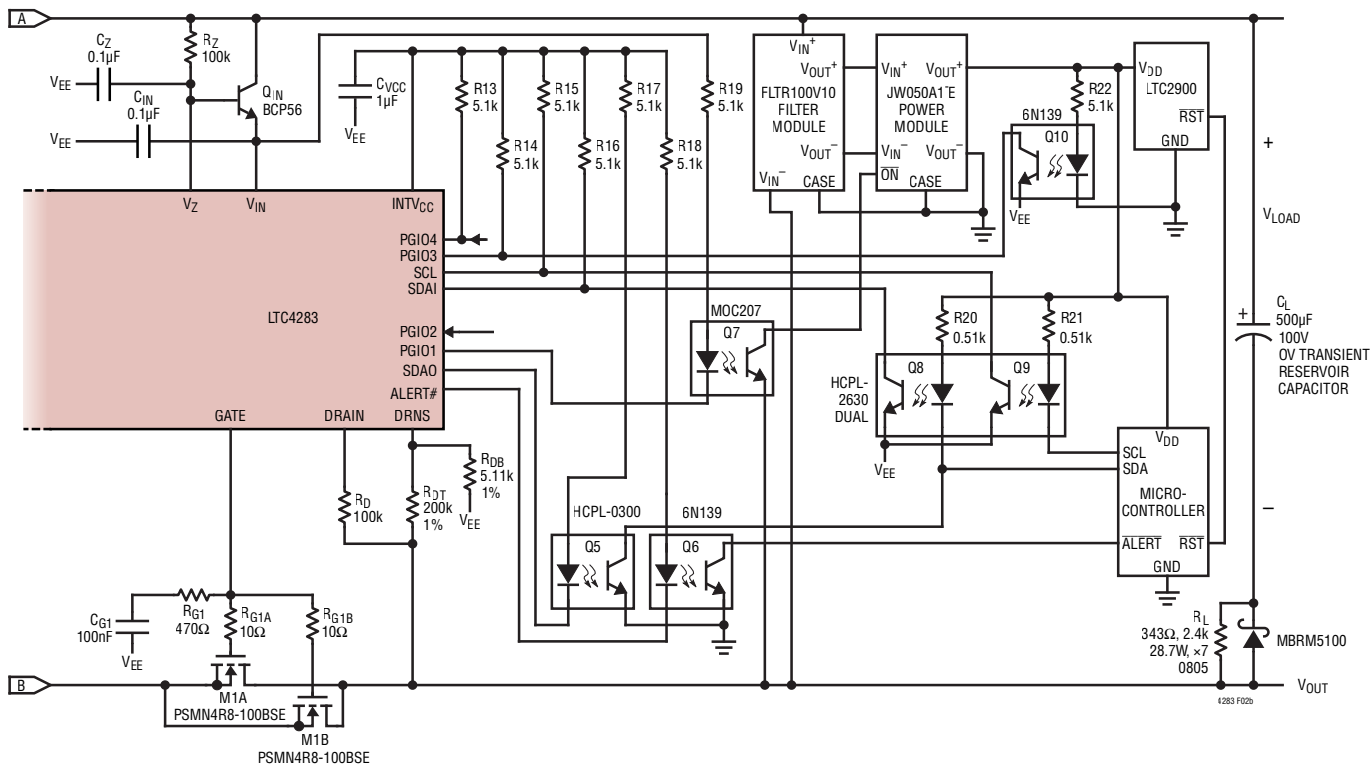 A
CZ
0.1µF
VEE
RZ
100k
CIN
0.1µF
VEE
QIN
BCP56
CVCC
1µF
VEE
R13
5.1k
R14
5.1k
R15
5.1k
R16
5.1k
R17
5.1k
R18
5.1k
R19
5.1k
VIN+
VOUT+
FLTR100V10
FILTER
MODULE
VOUT−
VIN−
CASE
VIN+
VOUT+
JW050A1-E
POWER
MODULE
VIN−
VOUT−
ON
CASE
R22
5.1k
6N139
Q10
VEE
VDD
LTC2900
RST
GND
+
VLOAD
−
VZ
VIN
INTVCC
PGIO4
PGIO3
SCL
SDAI
LTC4283
PGIO2
PGIO1
SDAO
ALERT#
GATE
DRAIN
DRNS
MOC207
Q7
R20
0.51k
R21
0.51k
HCPL-
2630
DUAL
Q8
Q9
VEE
+
CL
500µF
100V
OV TRANSIENT
RESERVOIR
CAPACITOR
VDD
SCL
SDA
MICRO-
CONTROLLER
ALERT
RST
GND
RD
100k
RDT
200k
1%
RDB
5.11k
1%
VEE
HCPL-0300
Q5
6N139
Q6
CG1
100nF
VEE
RG1
470Ω
RG1A
10Ω
RG1B
10Ω
RL
343Ω, 2.4k
28.7W, ×7
0805
MBRM5100
B
M1A
PSMN4R8-100BSE
M1B
PSMN4R8-100BSE
VOUT
4283 F02b